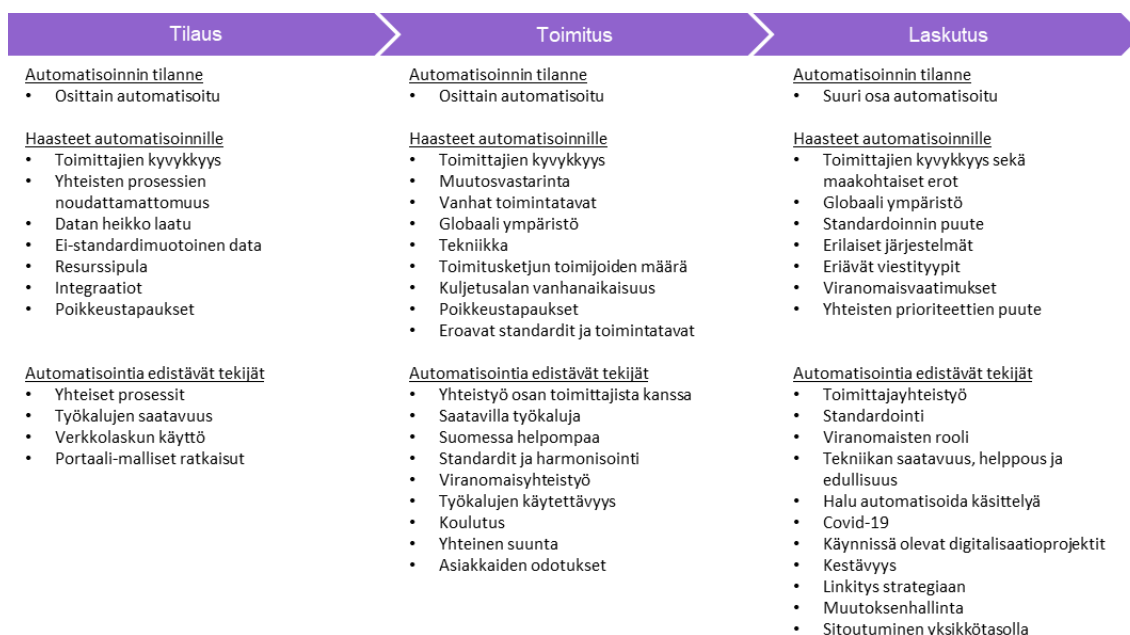 Tilaus
Toimitus
Laskutus
Automatisoinnin tilanne
• Osittain automatisoitu
Haasteet automatisoinnille
• Toimittajien kyvykkyys
• Yhteisten prosessien
noudattamattomuus
• Datan heikko laatu
• Ei-standardimuotoinen data
• Resurssipula
• Integraatiot
• Poikkeustapaukset
Automatisointia edistävät tekijät
• Yhteiset prosessit
• Työkalujen saatavuus
• Verkkolaskun käyttö
• Portaali-malliset ratkaisut
Automatisoinnin tilanne
• Osittain automatisoitu
Haasteet automatisoinnille
• Toimittajien kyvykkyys
• Muutosvastarinta
• Vanhat toimintatavat
• Globaali ympäristö
• Tekniikka
• Toimitusketjun toimijoiden määrä
• Kuljetusalan vanhanaikaisuus
• Poikkeustapaukset
• Eroavat standardit ja toimintatavat
Automatisointia edistävät tekijät
• Yhteistyö osan toimittajista kanssa
• Saatavilla työkaluja
• Suomessa helpompaa
• Standardit ja harmonisointi
• Viranomaisyhteistyö
• Työkalujen käytettävyys
• Koulutus
• Yhteinen suunta
• Asiakkaiden odotukset
Automatisoinnin tilanne
• Suuri osa automatisoitu
Haasteet automatisoinnille
• Toimittajien kyvykkyys sekä
maakohtaiset erot
• Globaali ympäristö
• Standardoinnin puute
• Erilaiset järjestelmät
• Eriävät viestityypit
• Viranomaisvaatimukset
• Yhteisten prioriteettien puute
Automatisointia edistävät tekijät
• Toimittajayhteistyö
• Standardointi
• Viranomaisten rooli
• Tekniikan saatavuus, helppous ja
edullisuus
• Halu automatisoida käsittelyä
• Covid-19
• Käynnissä olevat digitalisaatioprojektit
• Kestävyys
• Linkitys strategiaan
• Muutoksenhallinta
• Sitoutuminen yksikkötasolla